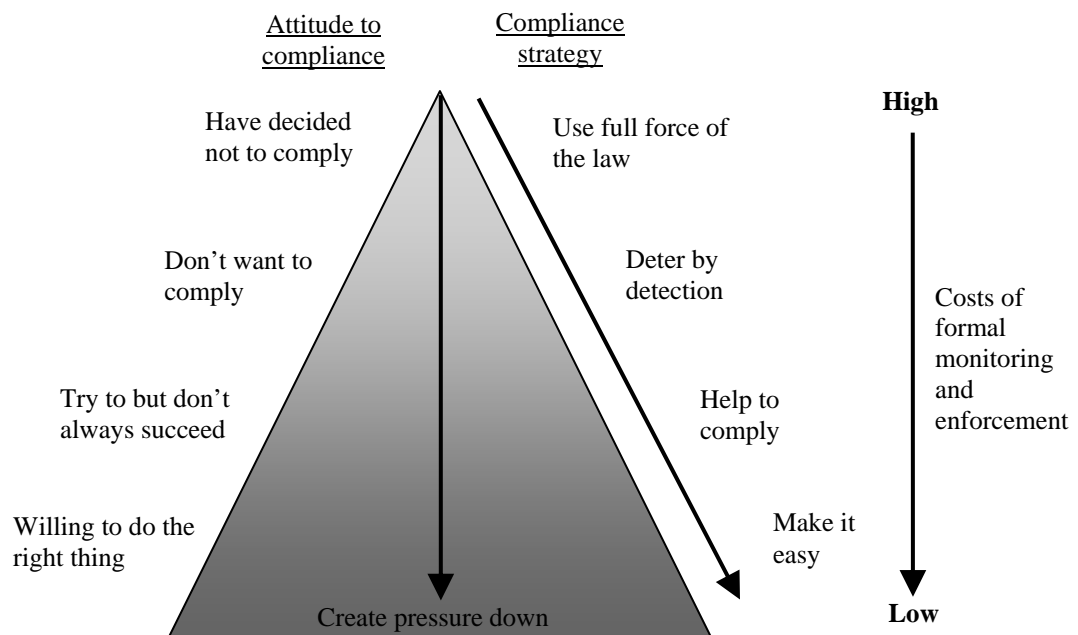 Attitude to
compliance
Compliance
strategy
Have decided
not to comply
Use full force of
the law
High
Don’t want to
comply
Deter by
detection
Costs of
formal
monitoring
and
enforcement
Try to but don’t
always succeed
Help to
comply
Willing to do the
right thing
Make it
easy
Create pressure down
Low